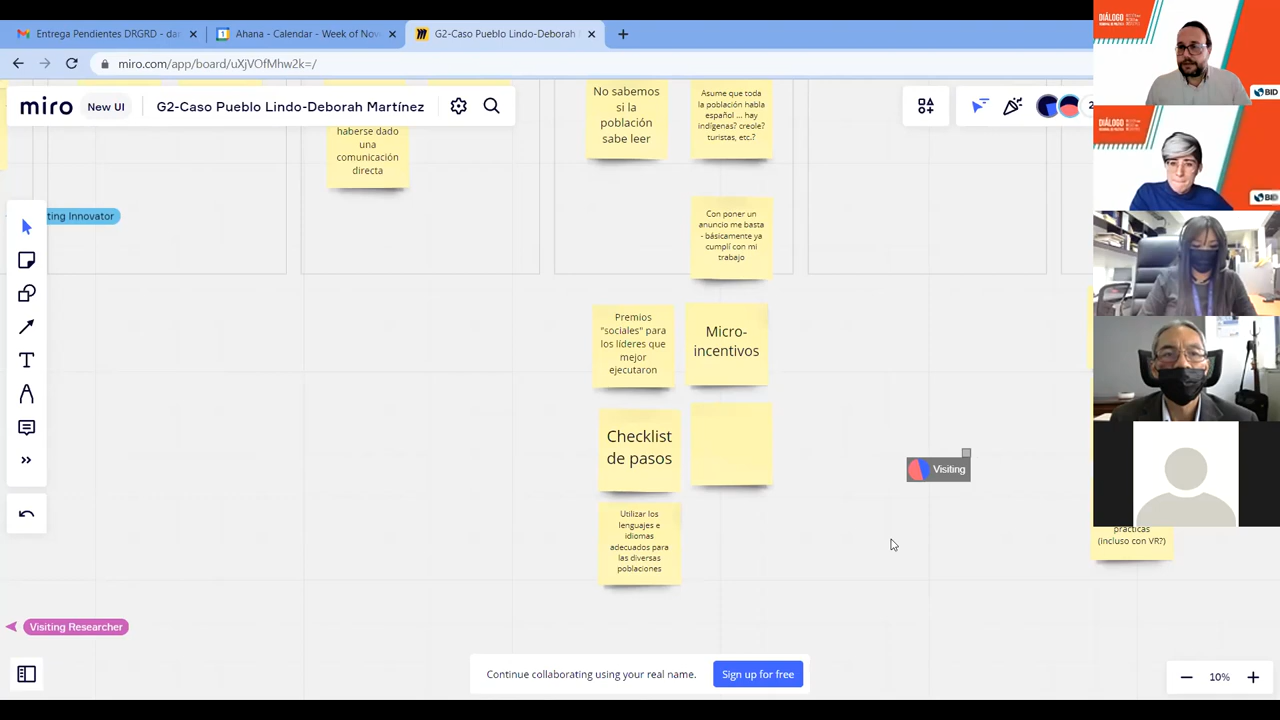 Entrega Pendientes DRGRD - da
Ahana - Calendar - Week of Nov
G2-Caso Pueblo Lindo-Deborah
miro.com/app/board/uXjVOfMhw2k=/
miro
New UI
G2-Caso Pueblo Lindo-Deborah Martínez
haberse dado
una
comunicación
directa
No sabemos
si la
población
sabe leer
Asume que toda
la población habla
español ... hay
indígenas? creole?
turistas, etc.?
ting Innovator
Con poner un
anuncio me basta
- básicamente ya
cumplí con mi
trabajo
Premios
"sociales" para
los líderes que
mejor
ejecutaron
Micro-
incentivos
Checklist
de pasos
Utilizar los
lenguajes e
idiomas
adecuados para
las diversas
poblaciones
Visiting
Visiting Researcher
Continue collaborating using your real name.
Sign up for free
10%
DIÁLOGO
BID
DIÁLOGO
BID
prácticas
(incluso con VR?)